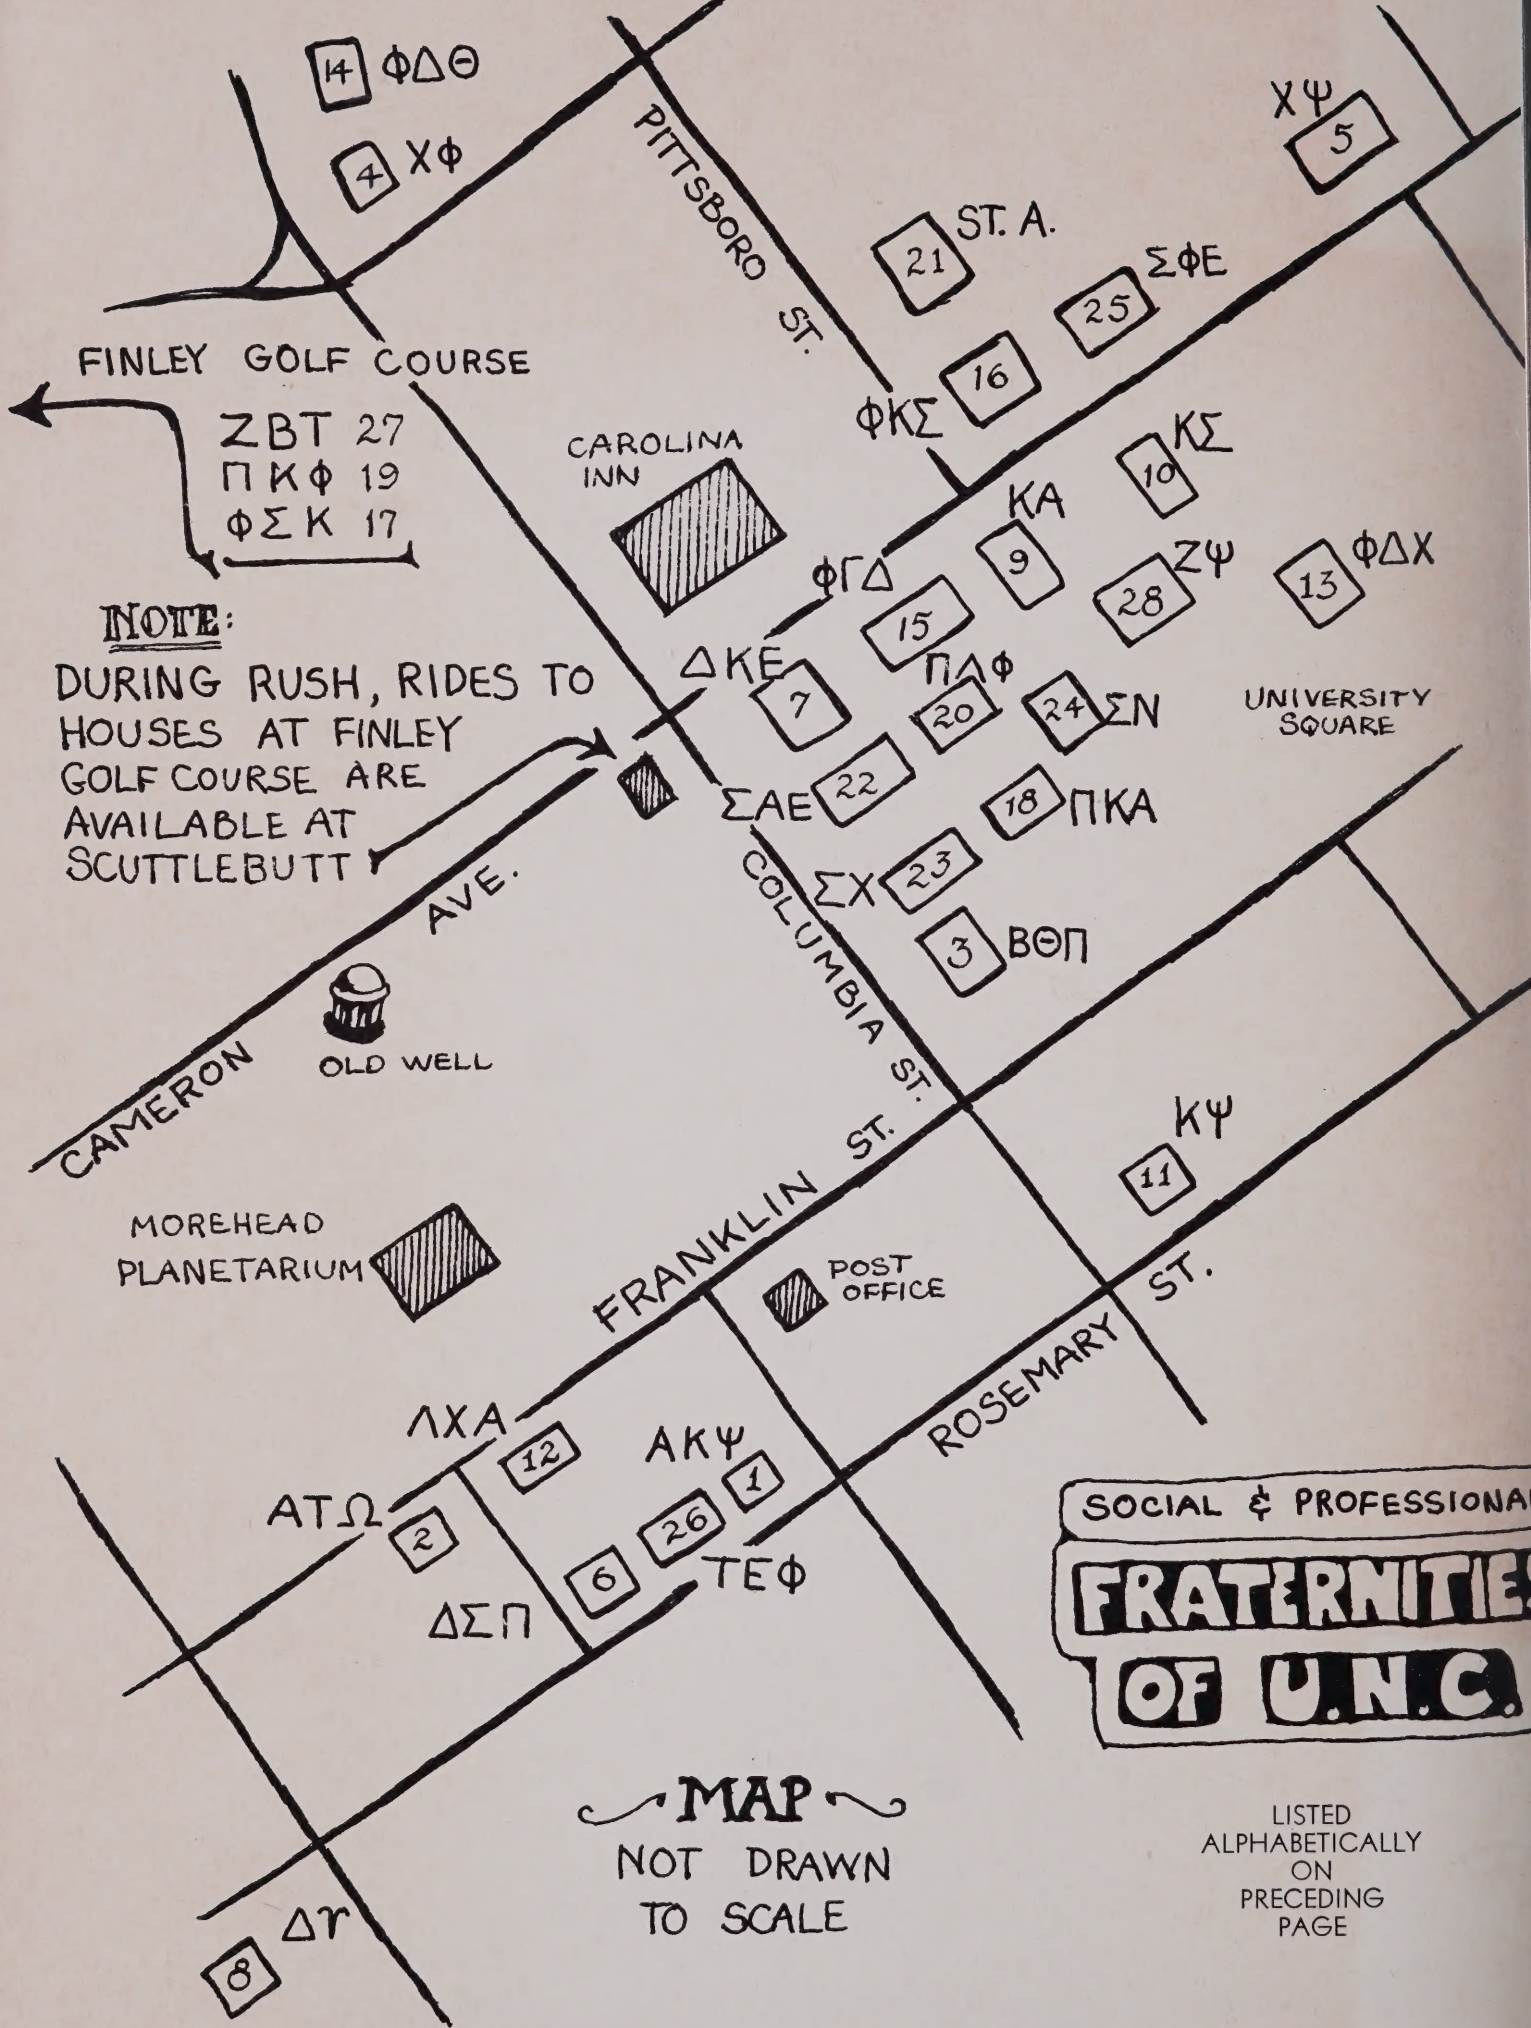 14 ΦΔΘ
4 ΧΦ
PITTSBORO ST.
ΧΨ
5
21 ST. A.
ΣΦΕ
25
16
ΦΚΣ
FINLEY GOLF COURSE
ΖΒΤ 27
ΠΚΦ 19
ΦΣΚ 17
CAROLINA
INN
ΚΣ
10
ΚΑ
9
ΖΨ
28
ΦΔΧ
13
ΦΓΔ
15
NOTE:
DURING RUSH, RIDES TO
HOUSES AT FINLEY
GOLF COURSE ARE
AVAILABLE AT
SCUTTLEBUTT
ΔΚΕ
7
ΠΛΦ
20
24 ΣΝ
UNIVERSITY
SQUARE
ΣΑΕ 22
18 ΠΚΑ
ΣΧ 23
3 ΒΘΠ
COLUMBIA ST.
CAMERON AVE.
OLD WELL
ΚΨ
11
MOREHEAD
PLANETARIUM
FRANKLIN ST.
POST
OFFICE
ROSEMARY ST.
ΛΧΑ
12
ΑΚΨ
1
ΑΤΩ
2
26
ΤΕΦ
6
ΔΣΠ
SOCIAL & PROFESSIONA
FRATERNITIES
OF U.N.C.
MAP
NOT DRAWN
TO SCALE
LISTED
ALPHABETICALLY
ON
PRECEDING
PAGE
ΔΥ
8